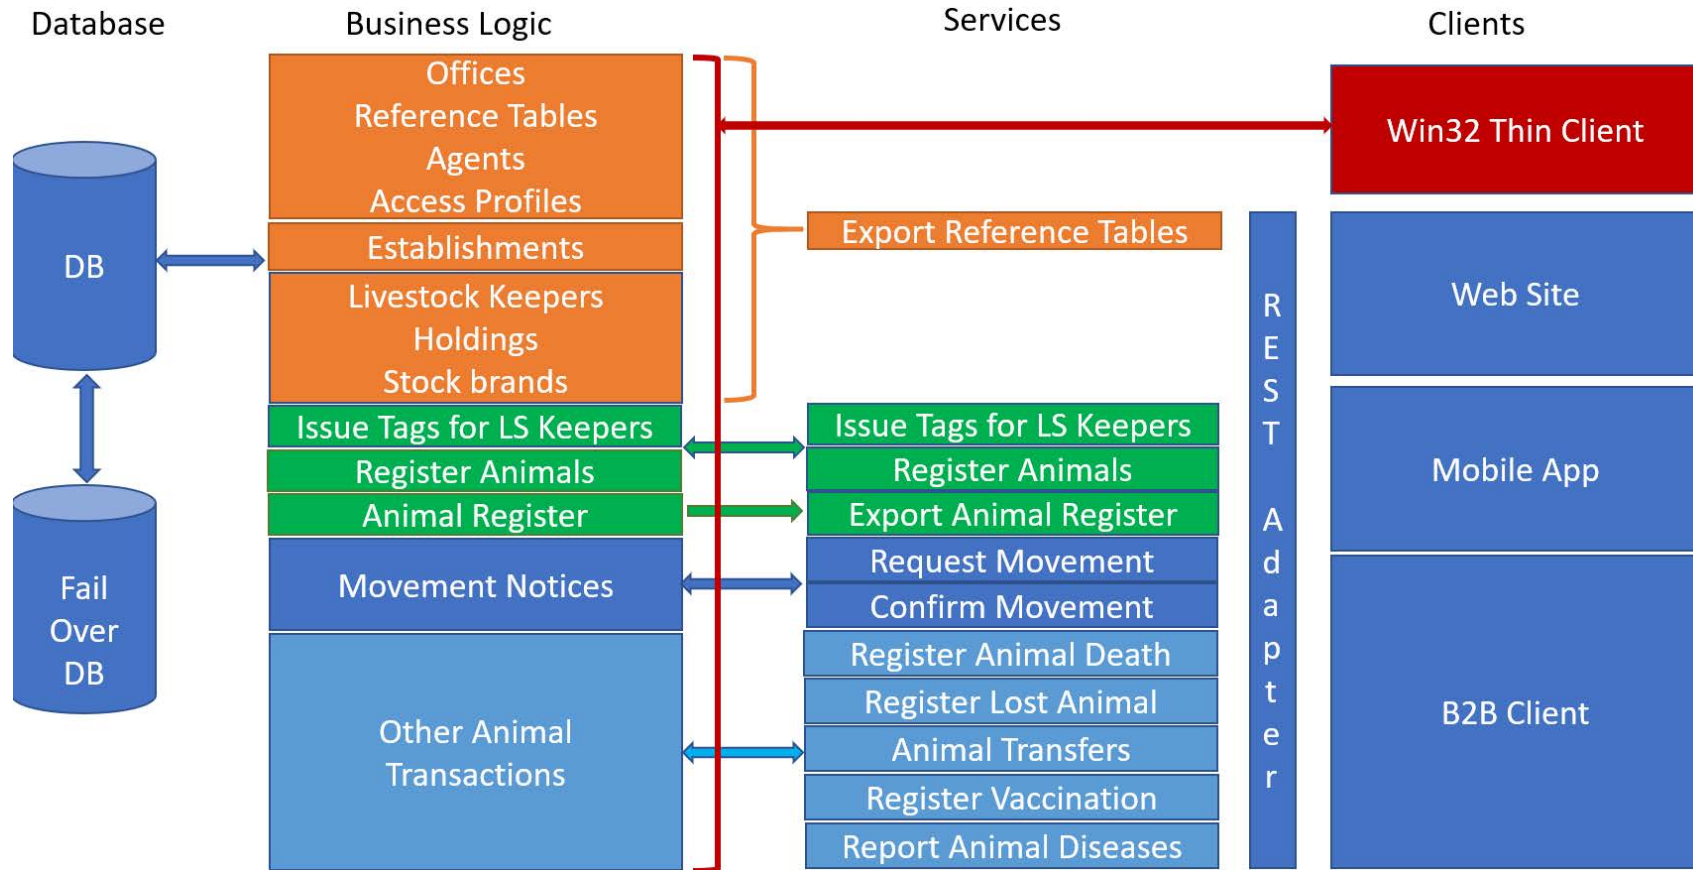 Database
Business Logic
Services
Clients
Offices
Reference Tables
Agents
Access Profiles
Establishments
Livestock Keepers
Holdings
Stock brands
Issue Tags for LS Keepers
Register Animals
Animal Register
Movement Notices
Other Animal
Transactions
DB
Fail
Over
DB
Export Reference Tables
Issue Tags for LS Keepers
Register Animals
Export Animal Register
Request Movement
Confirm Movement
Register Animal Death
Register Lost Animal
Animal Transfers
Register Vaccination
Report Animal Diseases
REST Adapter
Win32 Thin Client
Web Site
Mobile App
B2B Client